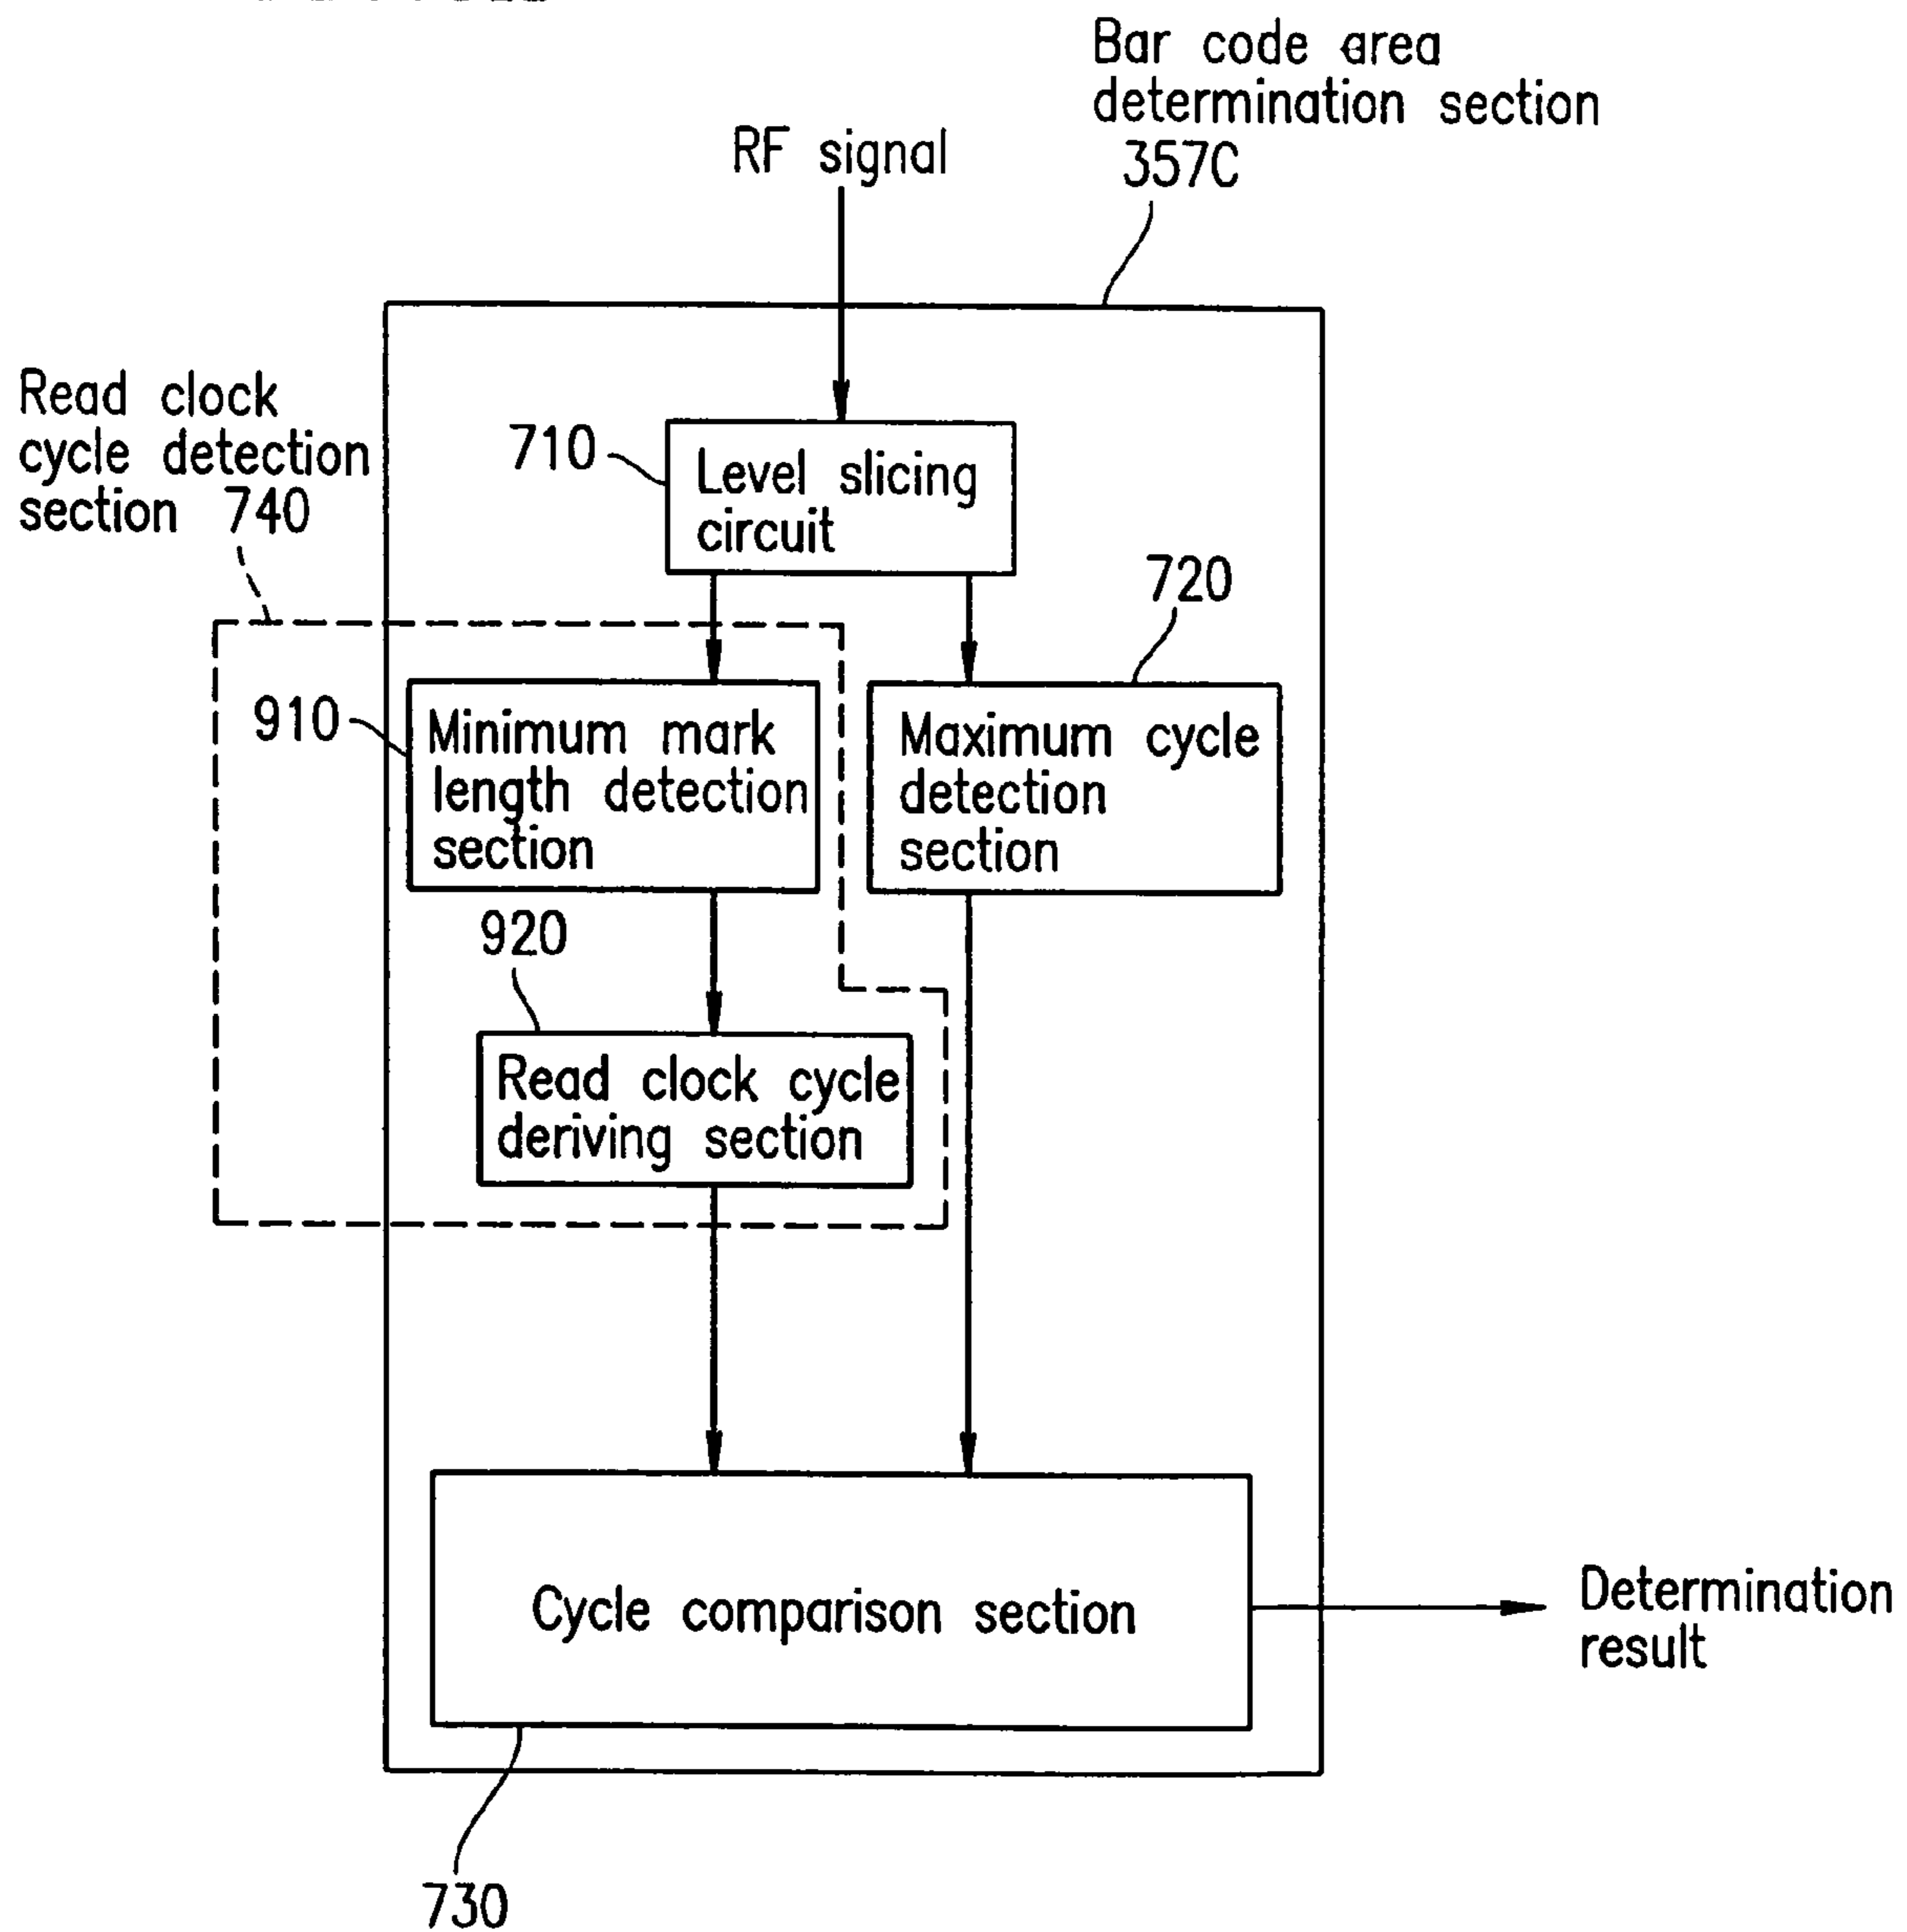 Bar code area
determination section
357C
RF signal
Read clock
cycle detection
section 740
710
Level slicing
circuit
720
910
Minimum mark
length detection
section
Maximum cycle
detection
section
920
Read clock cycle
deriving section
Cycle comparison section
Determination
result
730